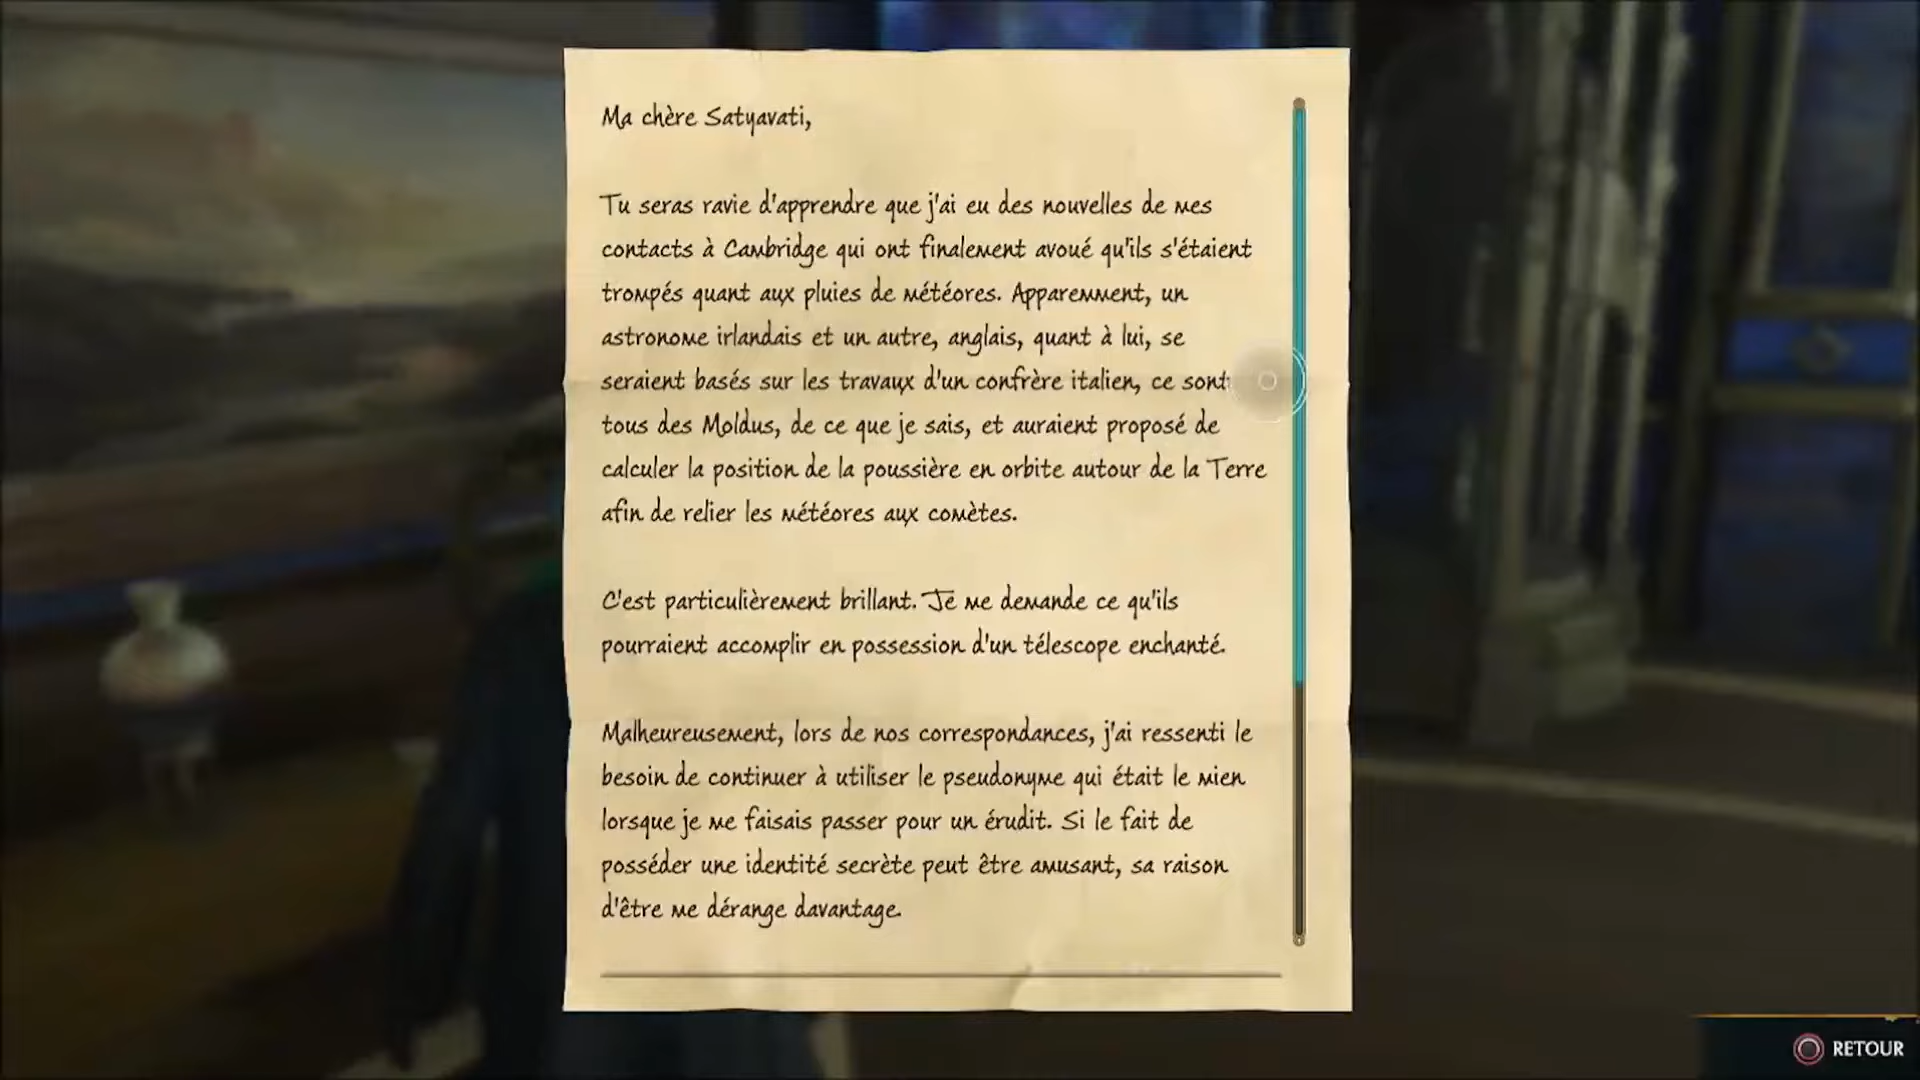 Ma chère Satyavati,
Tu seras ravie d'apprendre que j'ai eu des nouvelles de mes
contacts à Cambridge qui ont finalement avoué qu'ils s'étaient
trompés quant aux pluies de météores. Apparemment, un
astronome irlandais et un autre, anglais, quant à lui, se
seraient basés sur les travaux d'un confrère italien, ce sont
tous des Moldus, de ce que je sais, et auraient proposé de
calculer la position de la poussière en orbite autour de la Terre
afin de relier les météores aux comètes.
C'est particulièrement brillant. Je me demande ce qu'ils
pourraient accomplir en possession d'un télescope enchanté.
Malheureusement, lors de nos correspondances, j'ai ressenti le
besoin de continuer à utiliser le pseudonyme qui était le mien
lorsque je me faisais passer pour un érudit. Si le fait de
posséder une identité secrète peut être amusant, sa raison
d'être me dérange davantage.
RETOUR